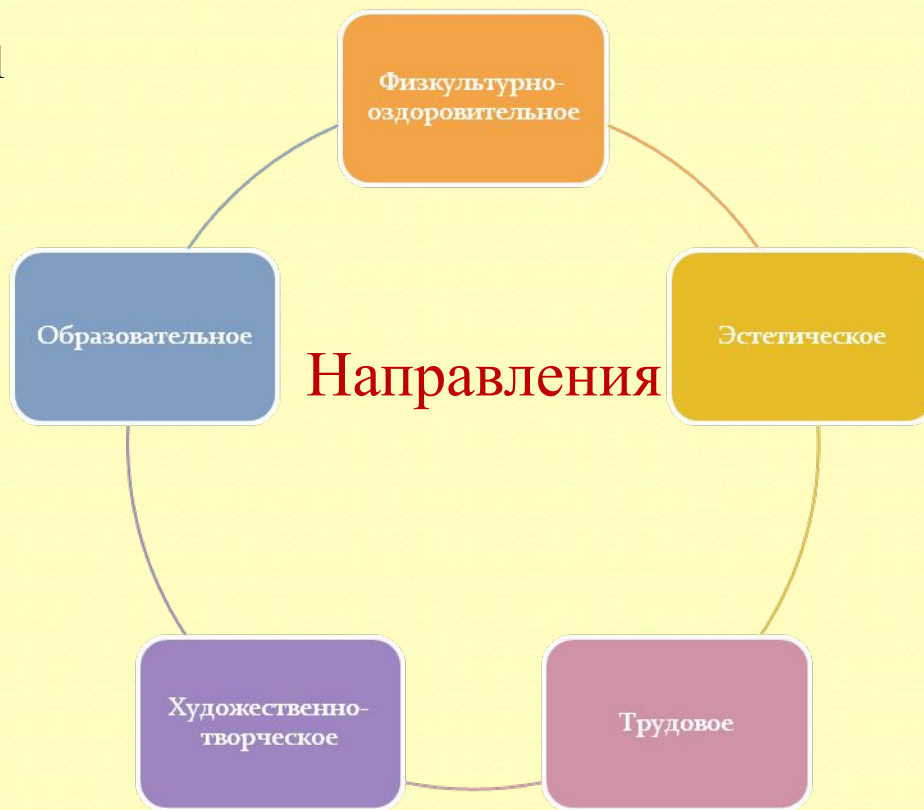 Физкультурно-
оздоровительное
Образовательное
Эстетическое
Направления
Художественно-
творческое
Трудовое